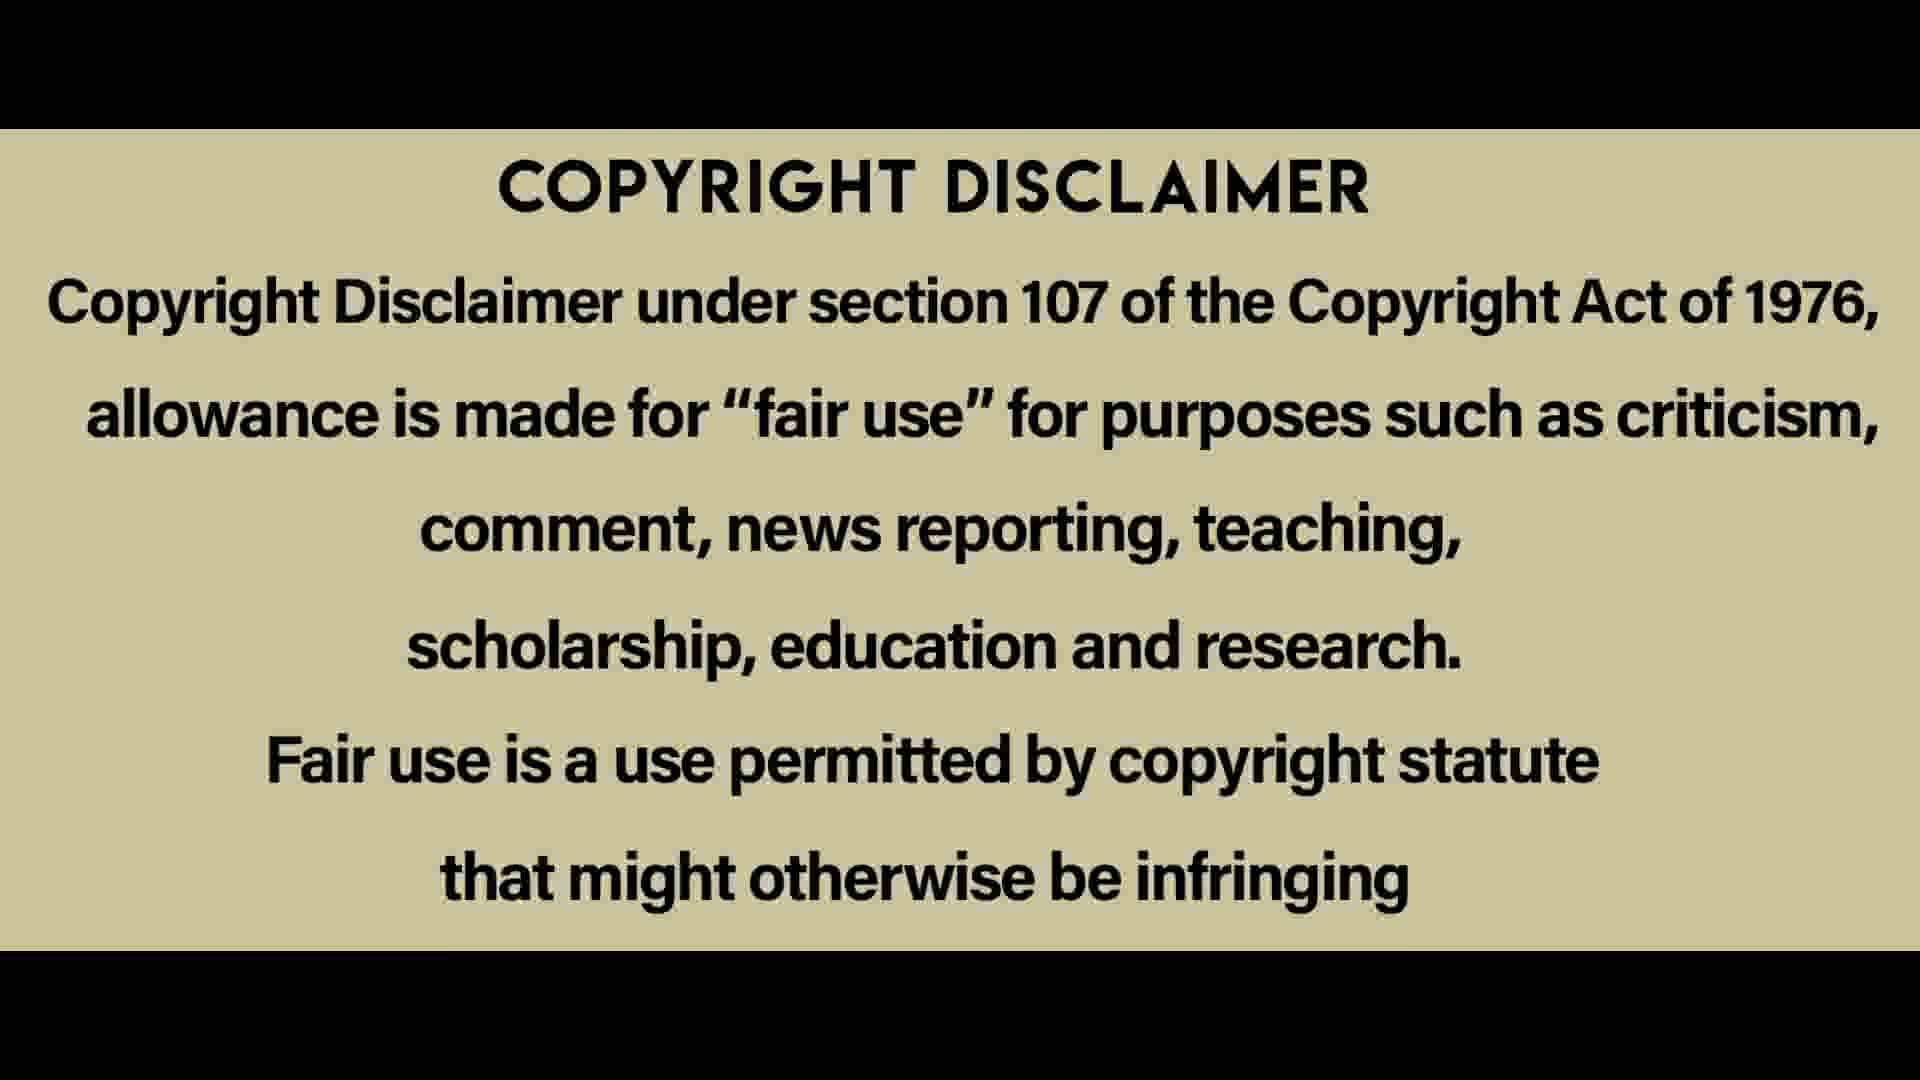 COPYRIGHT DISCLAIMER
Copyright Disclaimer under section 107 of the Copyright Act of 1976,
allowance is made for “fair use” for purposes such as criticism,
comment, news reporting, teaching,
scholarship, education and research.
Fair use is a use permitted by copyright statute
that might otherwise be infringing